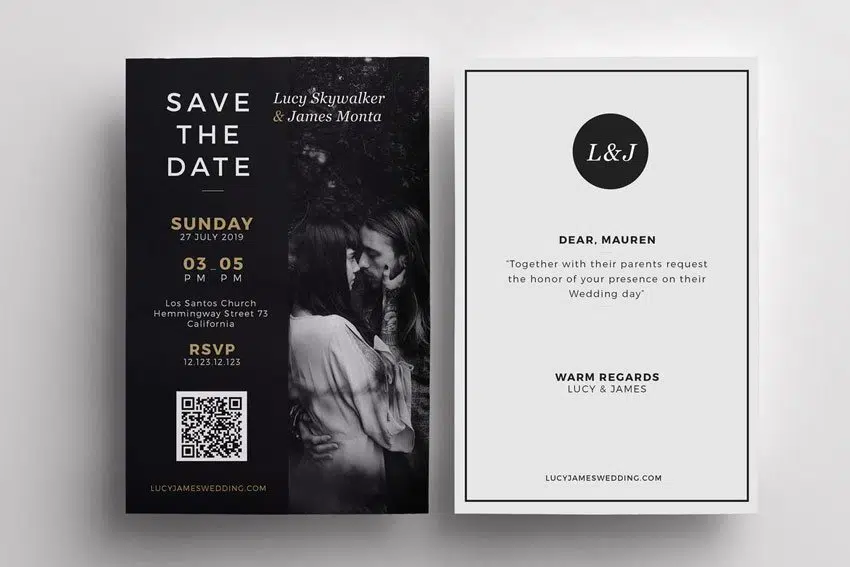 SAVE
THE
DATE
Lucy Skywalker
& James Monta
SUNDAY
27 JULY 2019
03 _ 05
PM PM
Los Santos Church
Hemmingway Street 73
California
RSVP
12.123.12.123
LUCYJAMESWEDDING.COM
L&J
DEAR, MAUREN
"Together with their parents request
the honor of your presence on their
Wedding day"
WARM REGARDS
LUCY & JAMES
LUCYJAMESWEDDING.COM